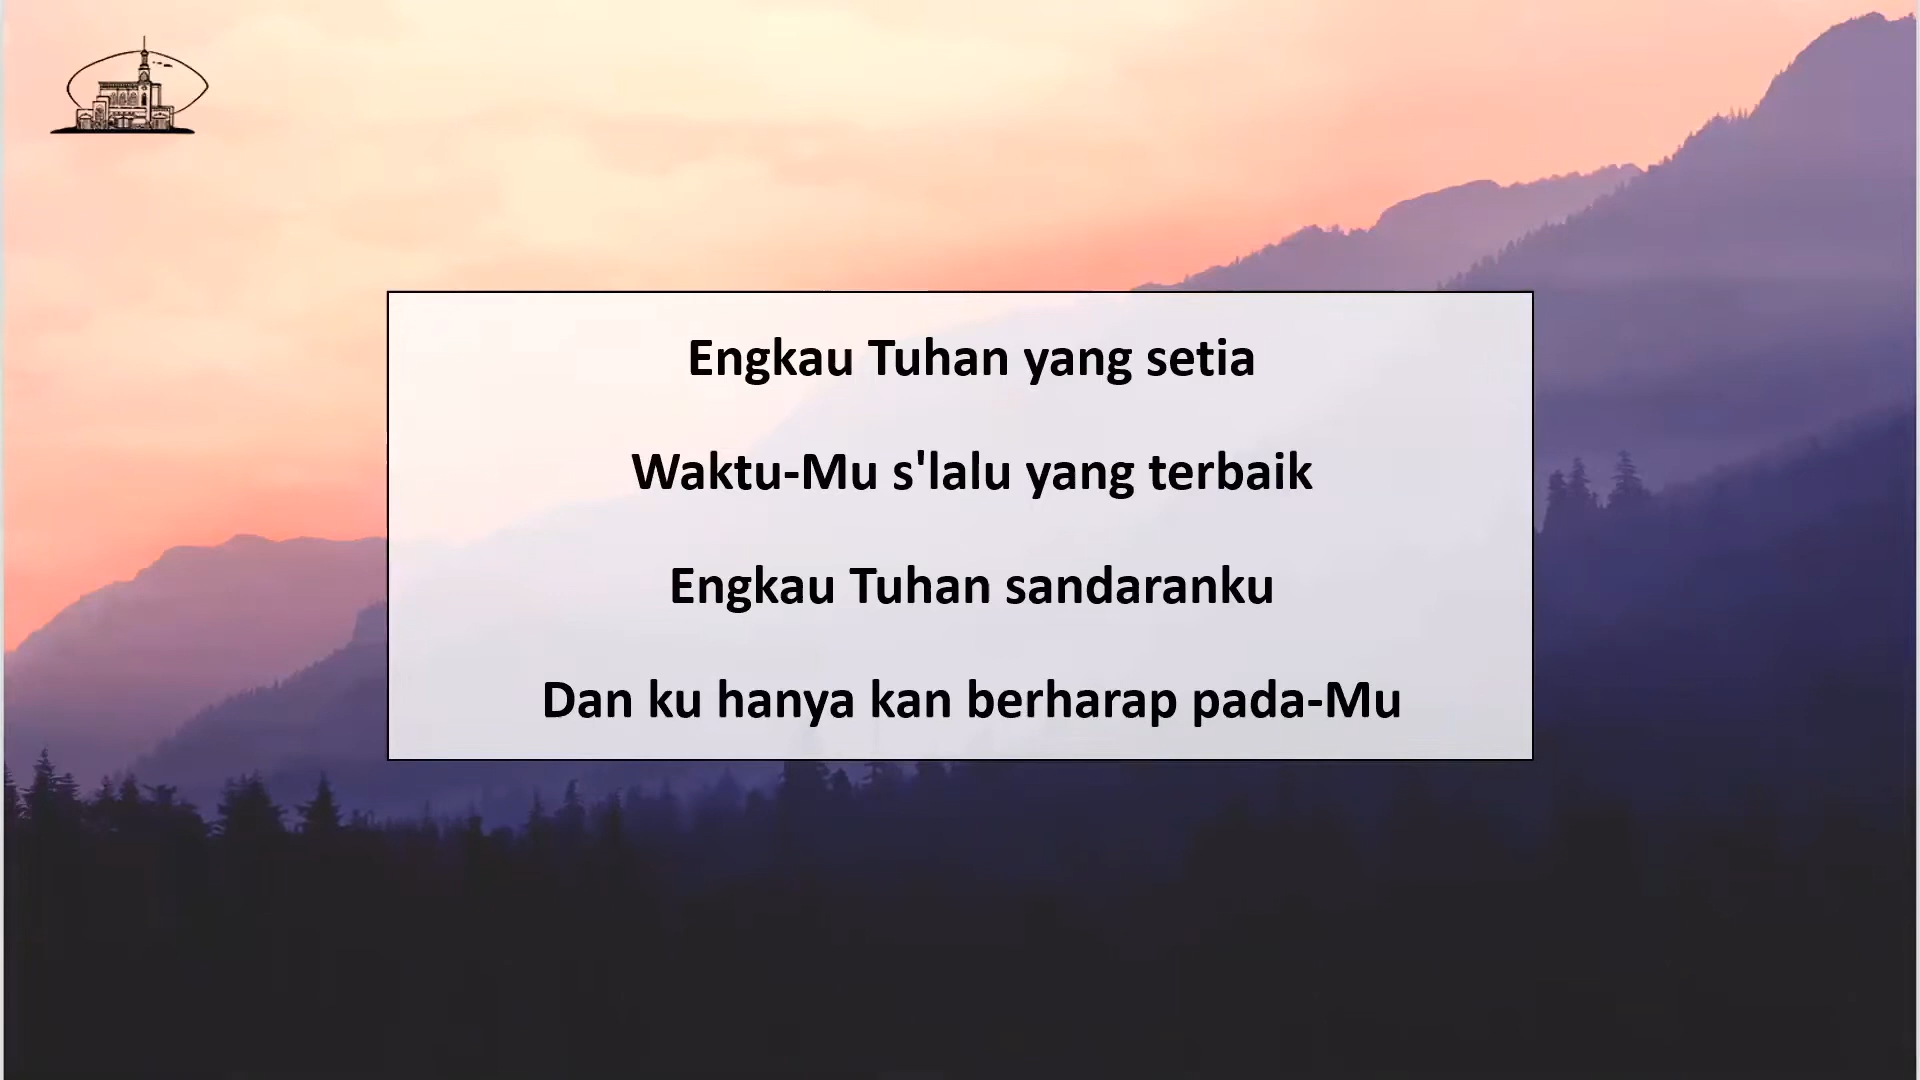 Engkau Tuhan yang setia
Waktu-Mu s'lalu yang terbaik
Engkau Tuhan sandaranku
Dan ku hanya kan berharap pada-Mu